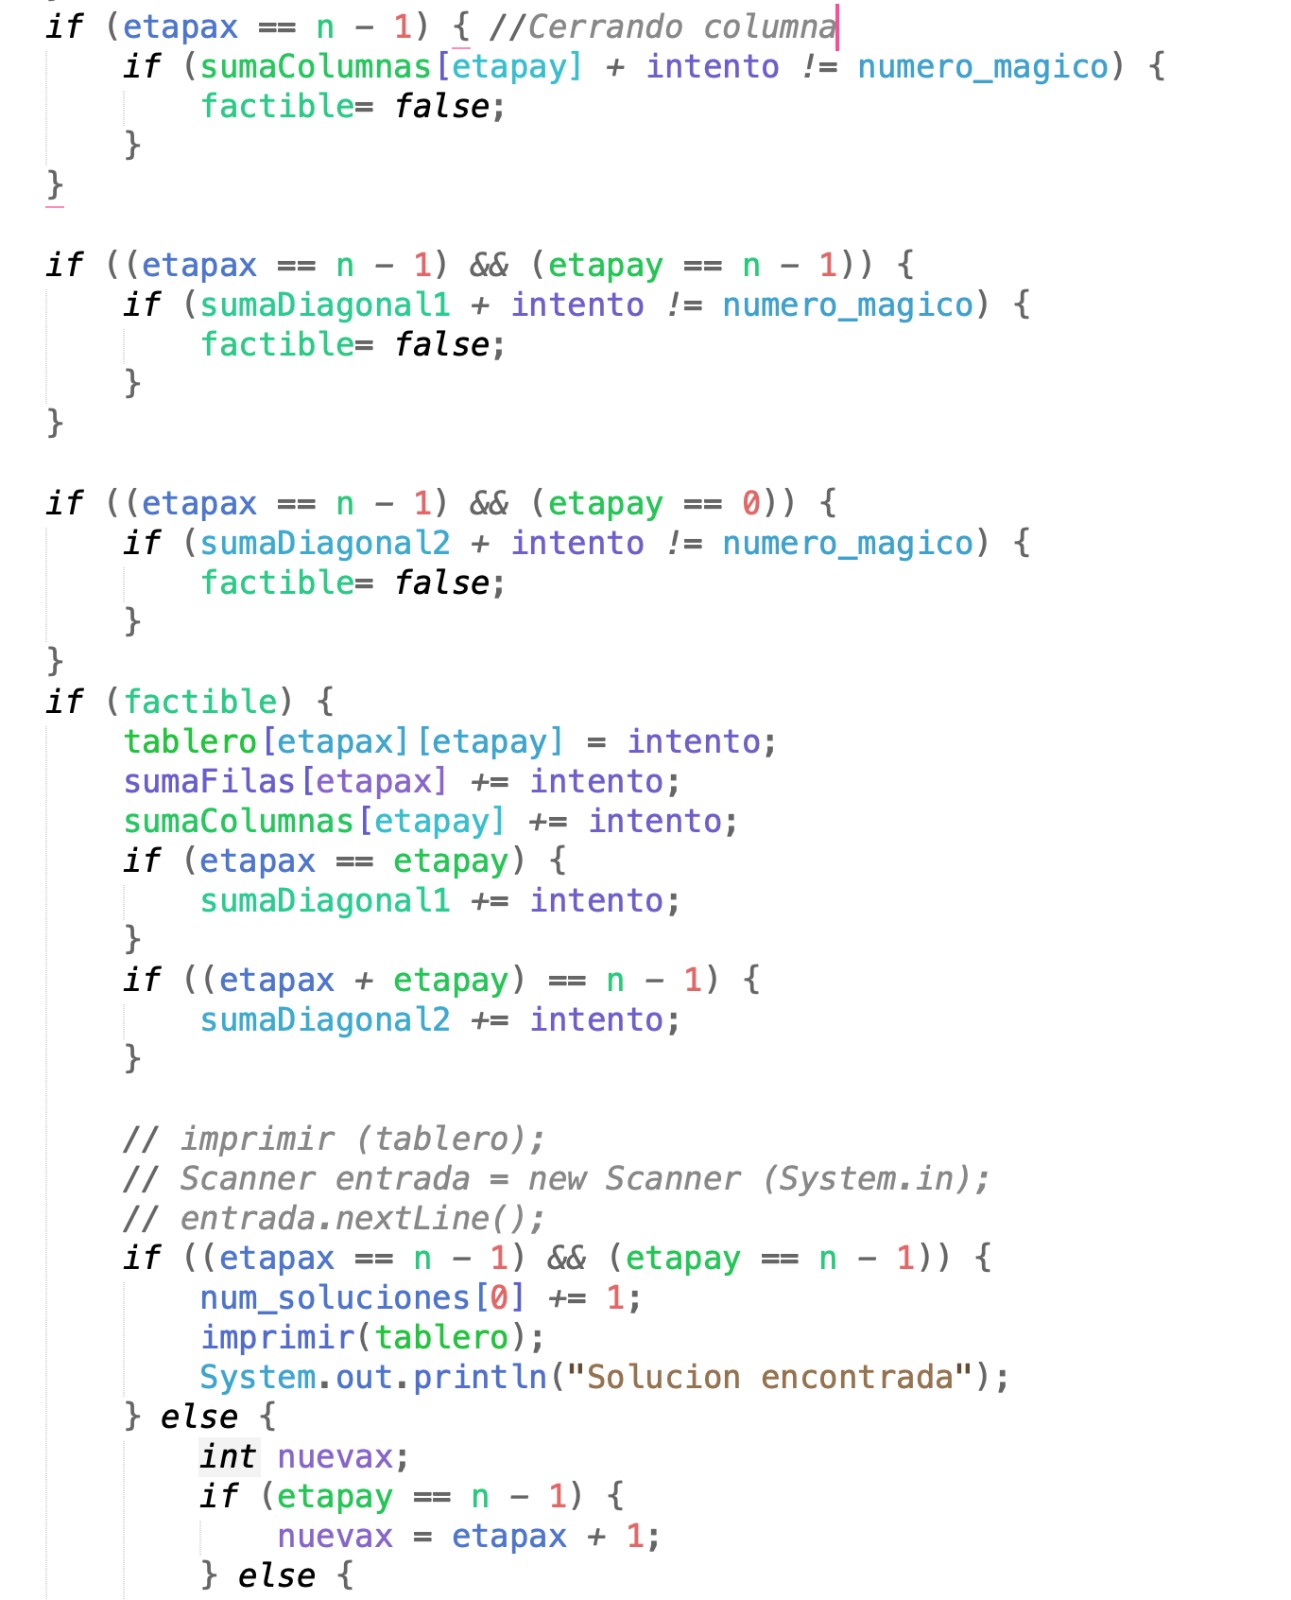 if (etapax == n - 1) { //Cerrando columna
if (sumaColumnas[etapay] + intento != numero_magico) {
factible= false;
}
}
if ((etapax == n - 1) && (etapay == n - 1)) {
if (sumaDiagonal1 + intento != numero_magico) {
factible= false;
}
}
if ((etapax == n - 1) && (etapay == 0)) {
if (sumaDiagonal2 + intento != numero_magico) {
factible= false;
}
}
if (factible) {
tablero[etapax][etapay] = intento;
sumaFilas[etapax] += intento;
sumaColumnas[etapay] += intento;
if (etapax == etapay) {
sumaDiagonal1 += intento;
}
if ((etapax + etapay) == n - 1) {
sumaDiagonal2 += intento;
}
// imprimir (tablero);
// Scanner entrada = new Scanner (System.in);
// entrada.nextLine();
if ((etapax == n - 1) && (etapay == n - 1)) {
num_soluciones[0] += 1;
imprimir(tablero);
System.out.println("Solucion encontrada");
} else {
int nuevax;
if (etapay == n - 1) {
nuevax = etapax + 1;
} else {